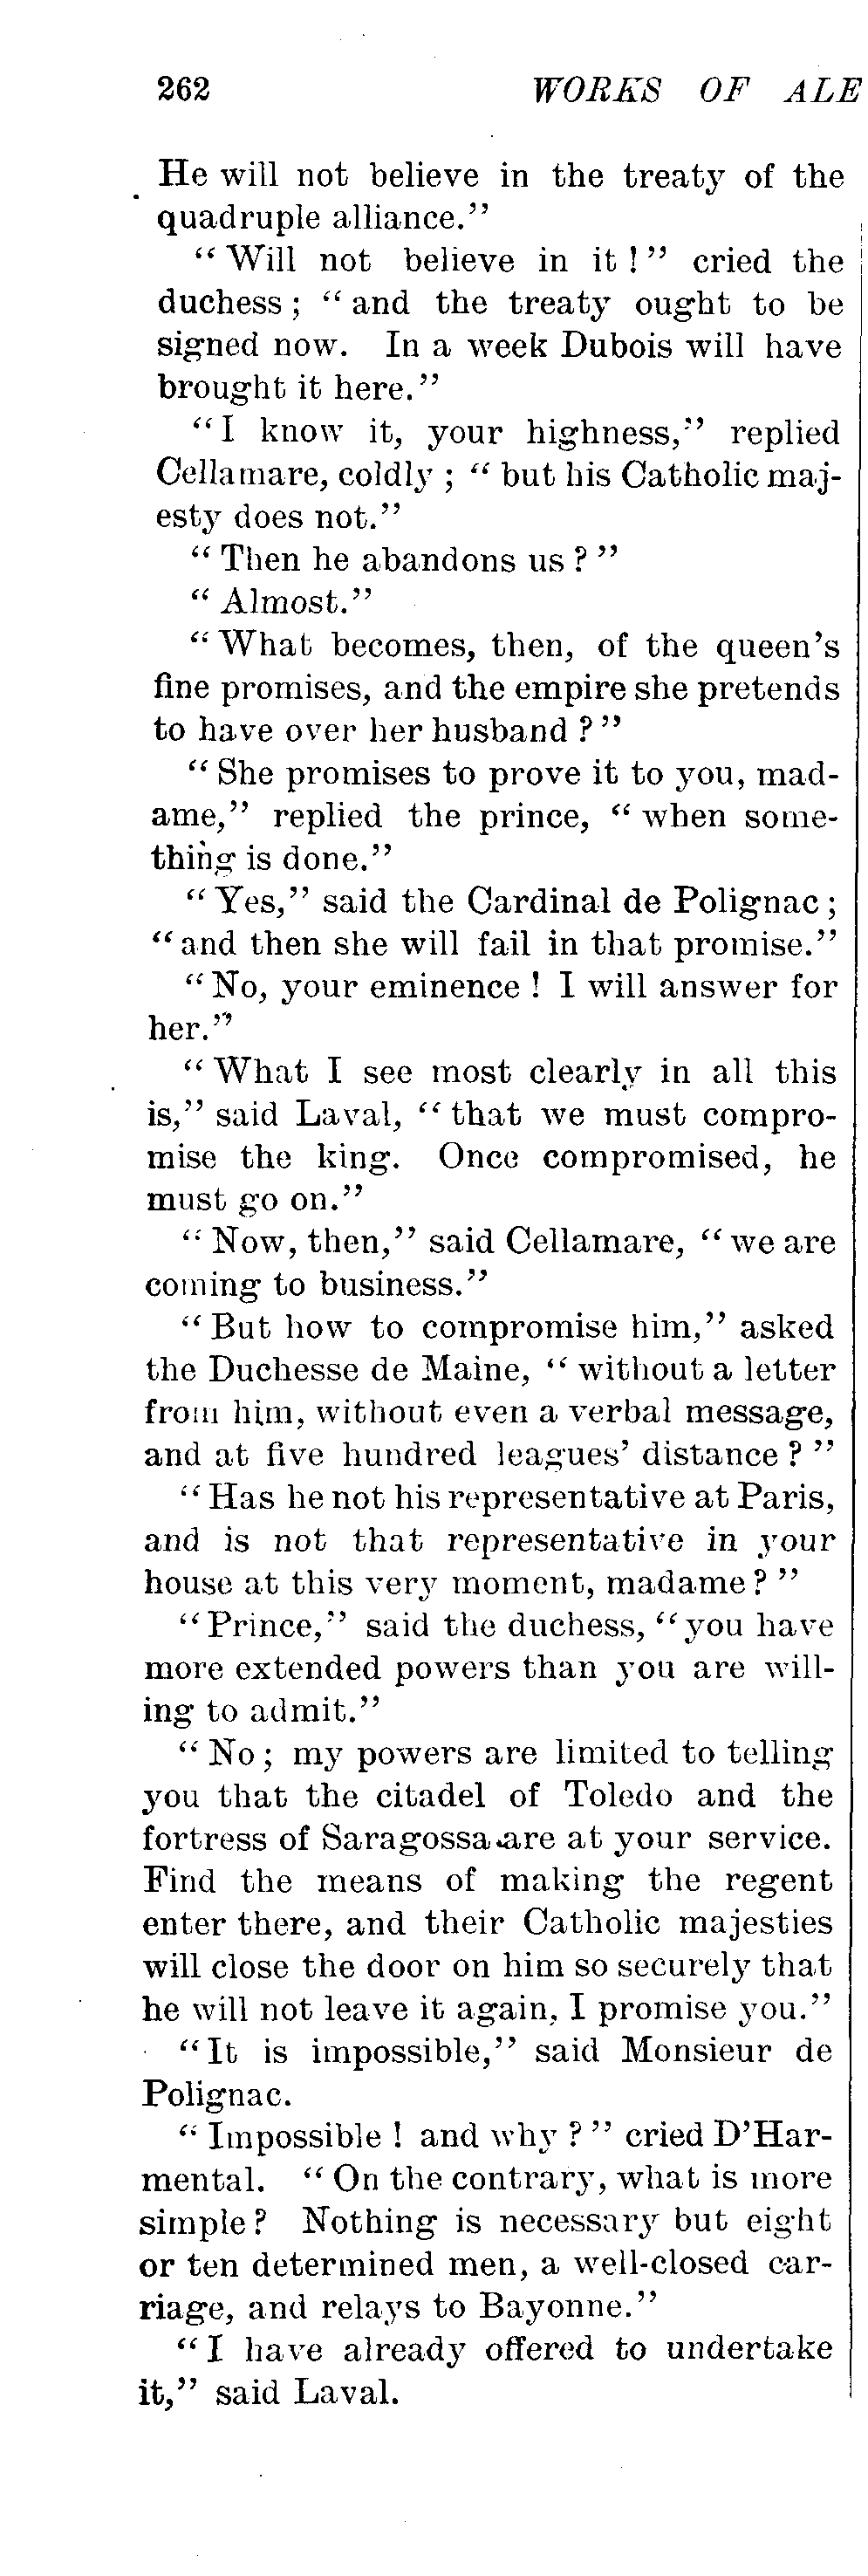 262 WORKS OF ALE
He will not believe in the treaty of the
quadruple alliance."
"Will not believe in it!" cried the
duchess; "and the treaty ought to be
signed now. In a week Dubois will have
brought it here."
"I know it, your highness," replied
Cellamare, coldly; "but his Catholic maj-
esty does not."
"Then he abandons us?"
"Almost."
"What becomes, then, of the queen's
fine promises, and the empire she pretends
to have over her husband?"
"She promises to prove it to you, mad-
ame," replied the prince, "when some-
thing is done."
"Yes," said the Cardinal de Polignac;
"and then she will fail in that promise."
"No, your eminence! I will answer for
her."
"What I see most clearly in all this
is," said Laval, "that we must compro-
mise the king. Once compromised, he
must go on."
"Now, then," said Cellamare, "we are
coming to business."
"But how to compromise him," asked
the Duchesse de Maine, "without a letter
from him, without even a verbal message,
and at five hundred leagues' distance?"
"Has he not his representative at Paris,
and is not that representative in your
house at this very moment, madame?"
"Prince," said the duchess, "you have
more extended powers than you are will-
ing to admit."
"No; my powers are limited to telling
you that the citadel of Toledo and the
fortress of Saragossa are at your service.
Find the means of making the regent
enter there, and their Catholic majesties
will close the door on him so securely that
he will not leave it again, I promise you."
"It is impossible," said Monsieur de
Polignac.
"Impossible! and why?" cried D'Har-
mental. "On the contrary, what is more
simple? Nothing is necessary but eight
or ten determined men, a well-closed car-
riage, and relays to Bayonne."
"I have already offered to undertake
it," said Laval.